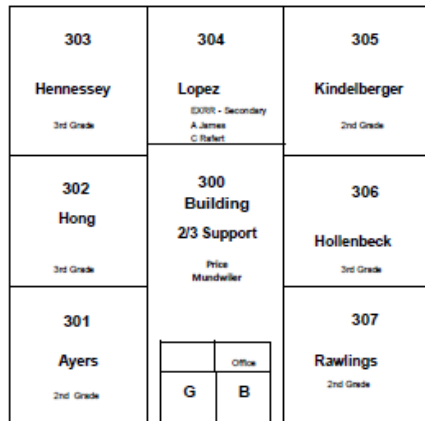 303
Hennessey
3rd Grade
304
Lopez
EXRR - Secondary
A James
C Rafert
305
Kindelberger
2nd Grade
302
Hong
3rd Grade
300
Building
2/3 Support
Price
Mundwiler
306
Hollenbeck
3rd Grade
301
Ayers
2nd Grade
Office
G
B
307
Rawlings
2nd Grade